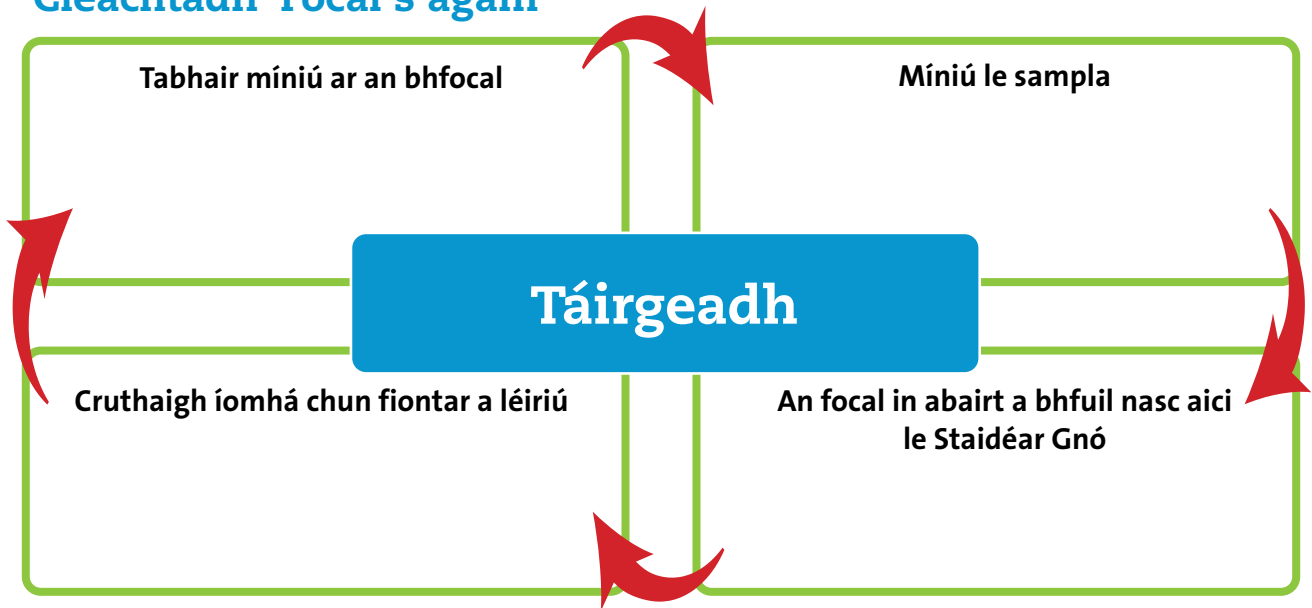 Tabhair míniú ar an bhfocal
Míniú le sampla
Táirgeadh
Cruthaigh íomhá chun fiontar a léiriú
An focal in abairt a bhfuil nasc aici
le Staidéar Gnó